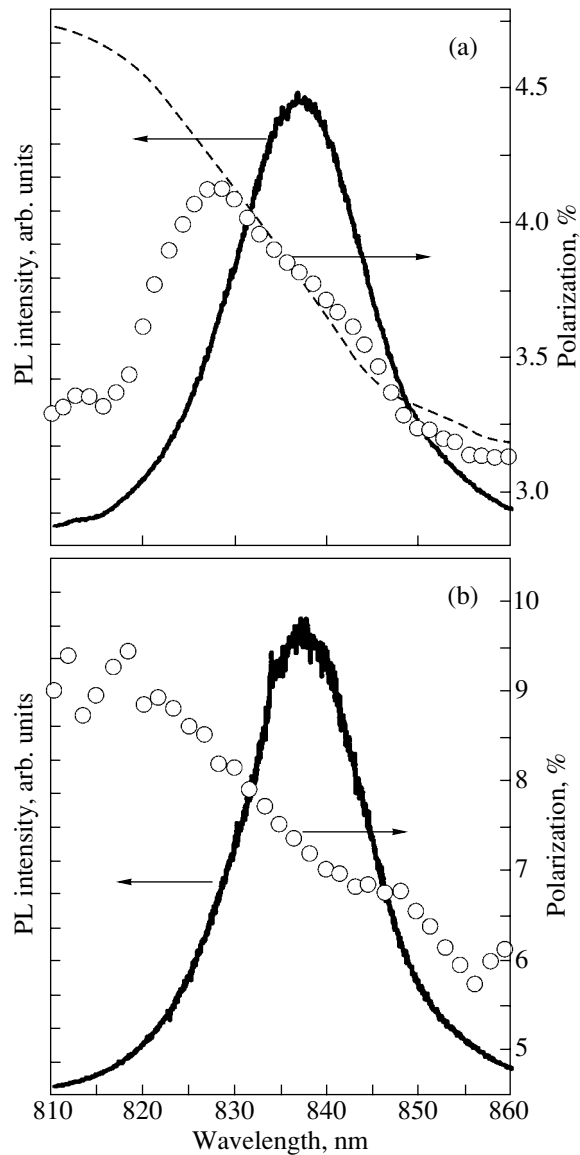 (a)
4.5
4.0
3.5
3.0
PL intensity, arb. units
Polarization, %
(b)
10
9
8
7
6
5
PL intensity, arb. units
Polarization, %
810 820 830 840 850 860
Wavelength, nm